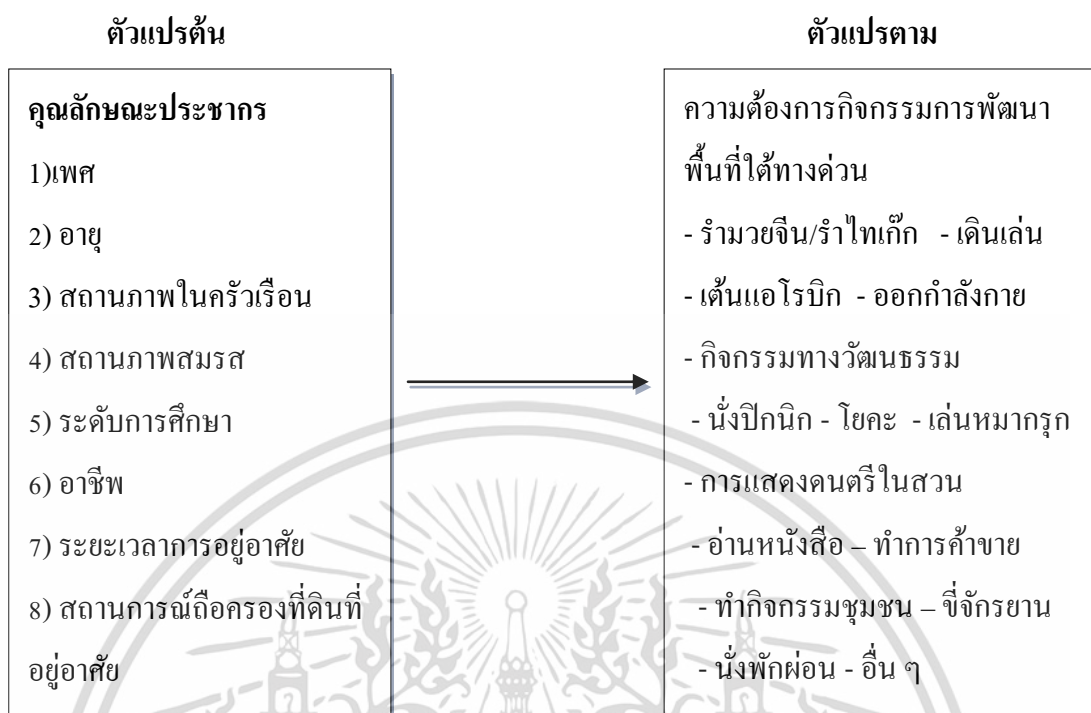 ตัวแปรต้น
คุณลักษณะประชากร
1)เพศ
2) อายุ
3) สถานภาพในครัวเรือน
4) สถานภาพสมรส
5) ระดับการศึกษา
6) อาชีพ
7) ระยะเวลาการอยู่อาศัย
8) สถานการณ์ถือครองที่ดินที่
อยู่อาศัย
ตัวแปรตาม
ความต้องการกิจกรรมการพัฒนา
พื้นที่ใต้ทางด่วน
- รำมวยจีน/รำไทเก๊ก - เดินเล่น
- เต้นแอโรบิก - ออกกำลังกาย
- กิจกรรมทางวัฒนธรรม
- นั่งปิกนิก - โยคะ - เล่นหมากรุก
- การแสดงดนตรีในสวน
- อ่านหนังสือ – ทำการค้าขาย
- ทำกิจกรรมชุมชน – ขี่จักรยาน
- นั่งพักผ่อน - อื่น ๆ